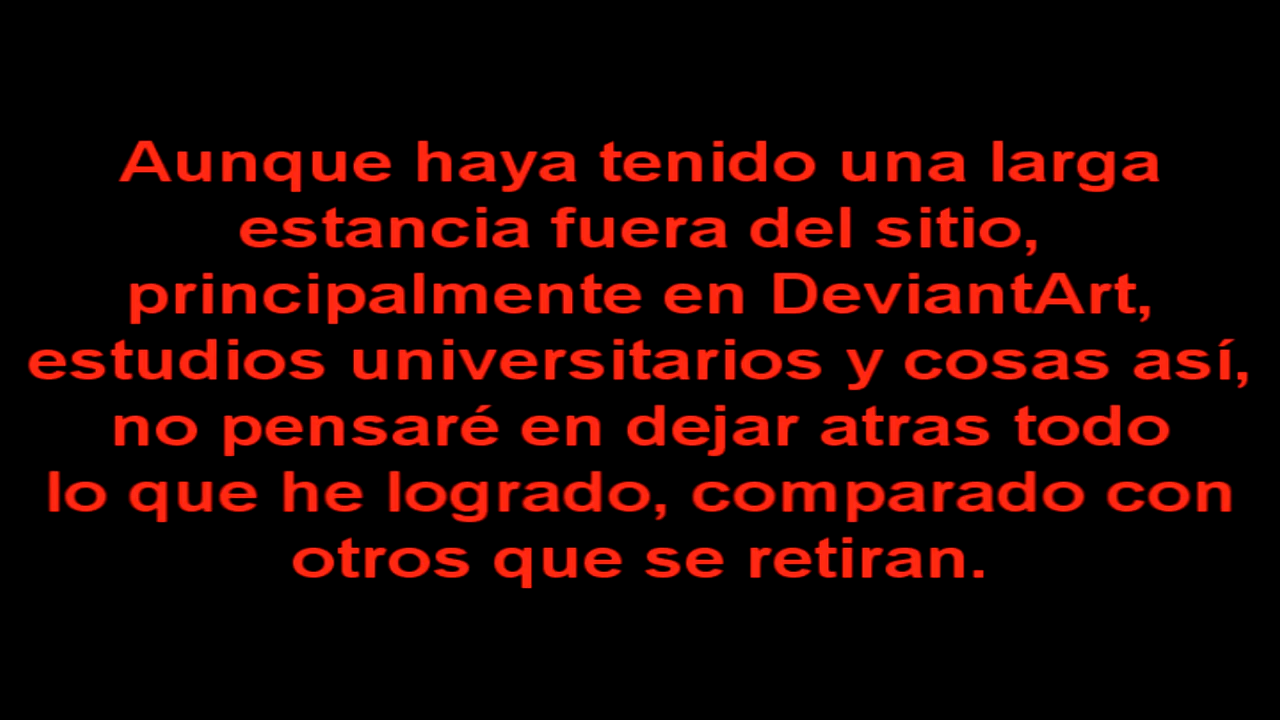 Aunque haya tenido una larga
estancia fuera del sitio,
principalmente en DeviantArt,
estudios universitarios y cosas así,
no pensaré en dejar atras todo
lo que he logrado, comparado con
otros que se retiran.